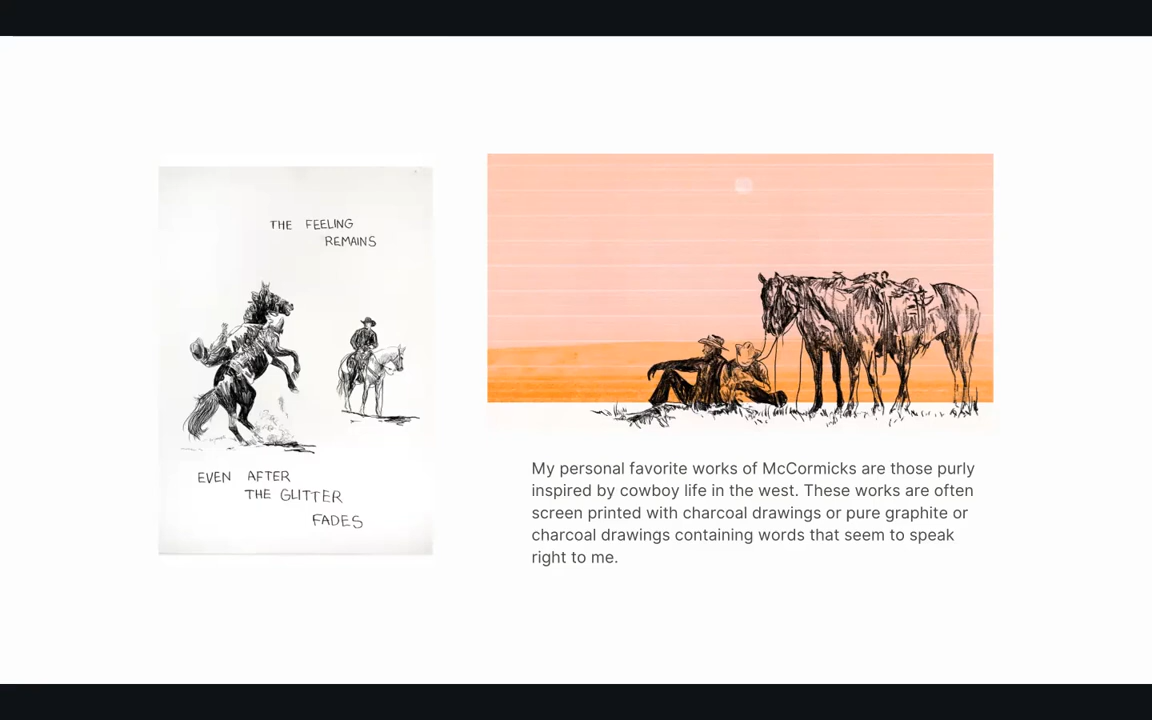 THE FEELING
REMAINS
EVEN AFTER
THE GLITTER
FADES
My personal favorite works of McCormicks are those purly
inspired by cowboy life in the west. These works are often
screen printed with charcoal drawings or pure graphite or
charcoal drawings containing words that seem to speak
right to me.